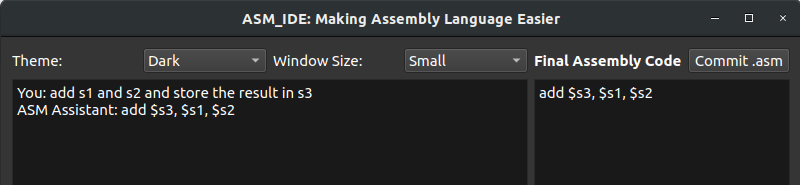 ASM_IDE: Making Assembly Language Easier
Theme: Dark Window Size: Small Final Assembly Code Commit .asm
You: add s1 and s2 and store the result in s3
ASM Assistant: add $s3, $s1, $s2
add $s3, $s1, $s2